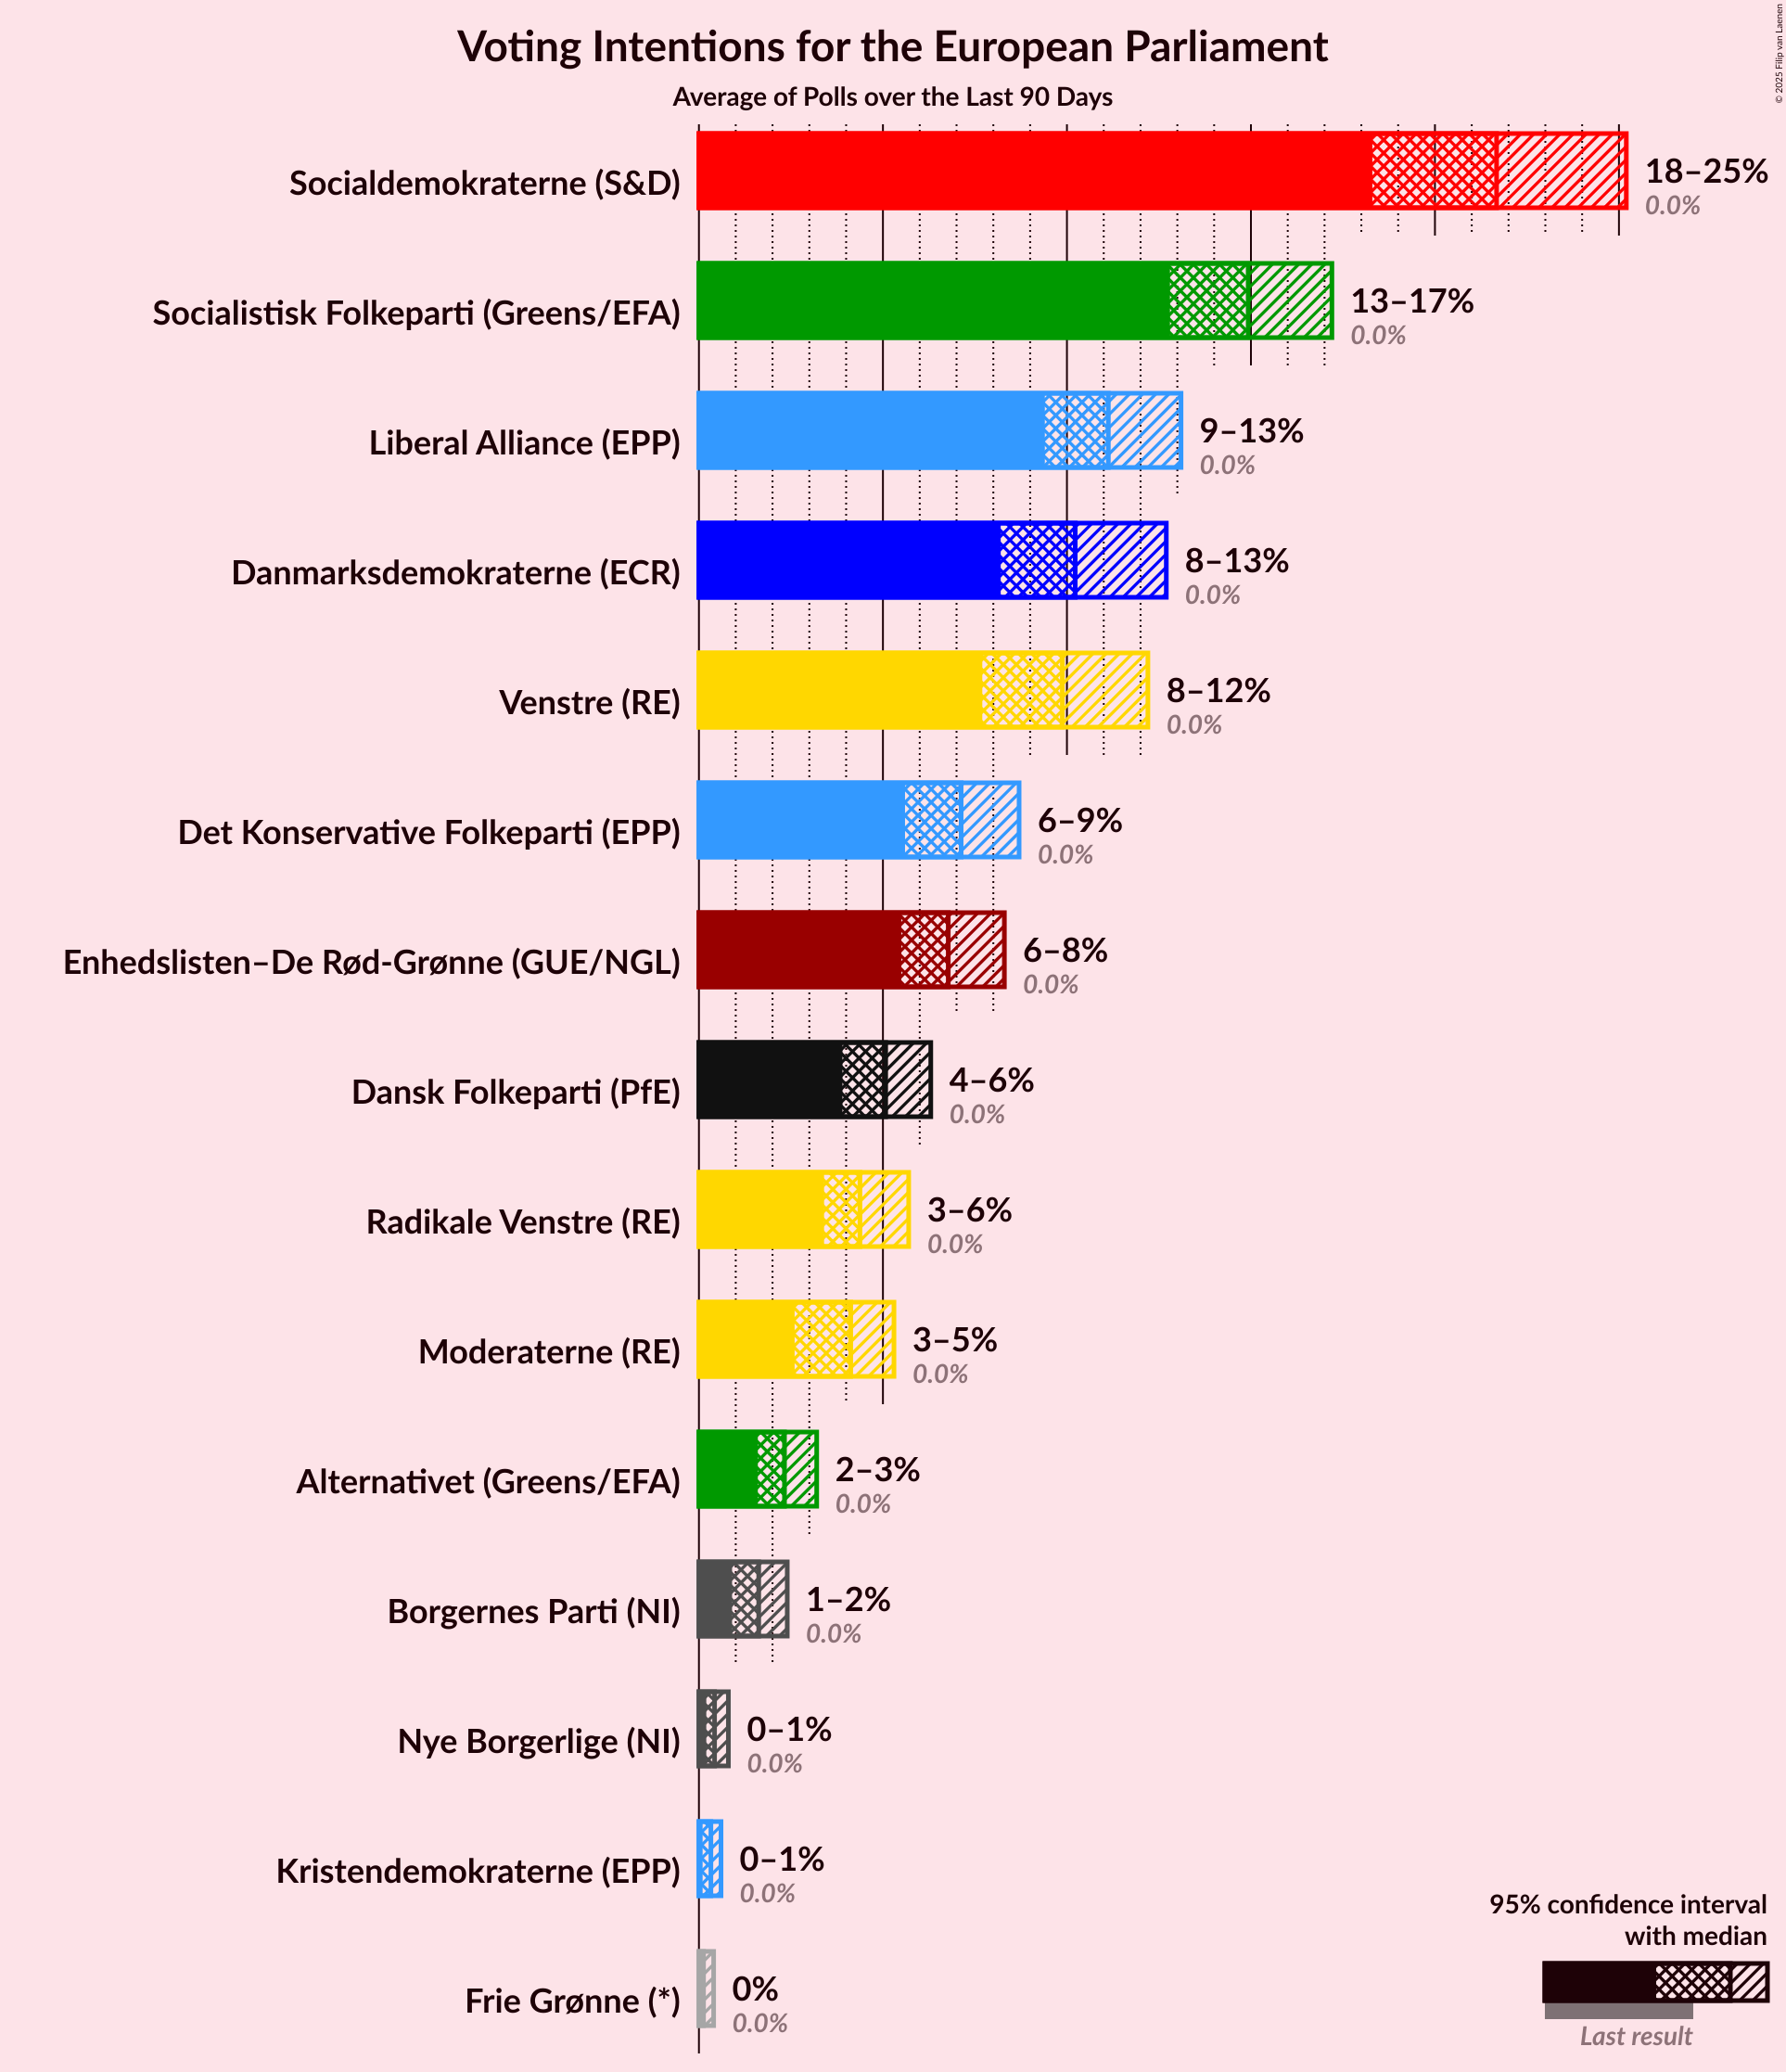 Voting Intentions for the European Parliament
Average of Polls over the Last 90 Days
© 2025 Filip van Laenen
Socialdemokraterne (S&D)
18–25%
0.0%
Socialistisk Folkeparti (Greens/EFA)
13–17%
0.0%
Liberal Alliance (EPP)
9–13%
0.0%
Danmarksdemokraterne (ECR)
8–13%
0.0%
Venstre (RE)
8–12%
0.0%
Det Konservative Folkeparti (EPP)
6–9%
0.0%
Enhedslisten–De Rød-Grønne (GUE/NGL)
6–8%
0.0%
Dansk Folkeparti (PfE)
4–6%
0.0%
Radikale Venstre (RE)
3–6%
0.0%
Moderaterne (RE)
3–5%
0.0%
Alternativet (Greens/EFA)
2–3%
0.0%
Borgernes Parti (NI)
1–2%
0.0%
Nye Borgerlige (NI)
0–1%
0.0%
Kristendemokraterne (EPP)
0–1%
0.0%
Frie Grønne (*)
0%
0.0%
95% confidence interval
with median
Last result